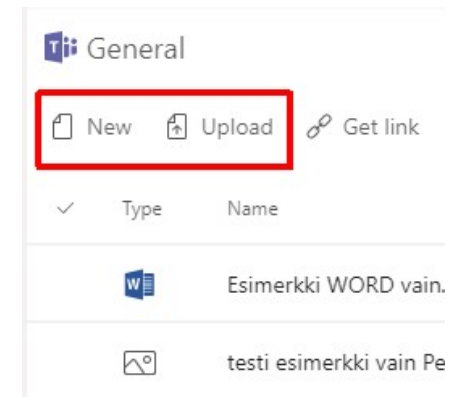 General
New Upload Get link
Type Name
Esimerkki WORD vain.
testi esimerkki vain Pe